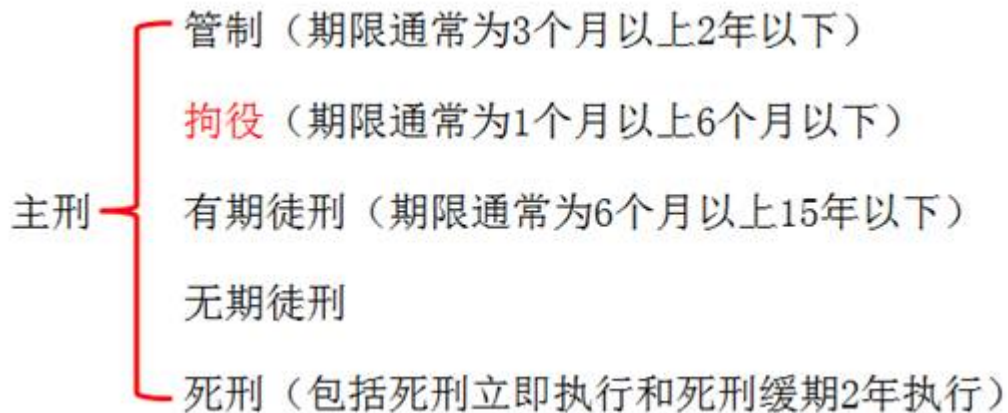 管制（期限通常为3个月以上2年以下）
拘役（期限通常为1个月以上6个月以下）
主刑
有期徒刑（期限通常为6个月以上15年以下）
无期徒刑
死刑（包括死刑立即执行和死刑缓期2年执行）